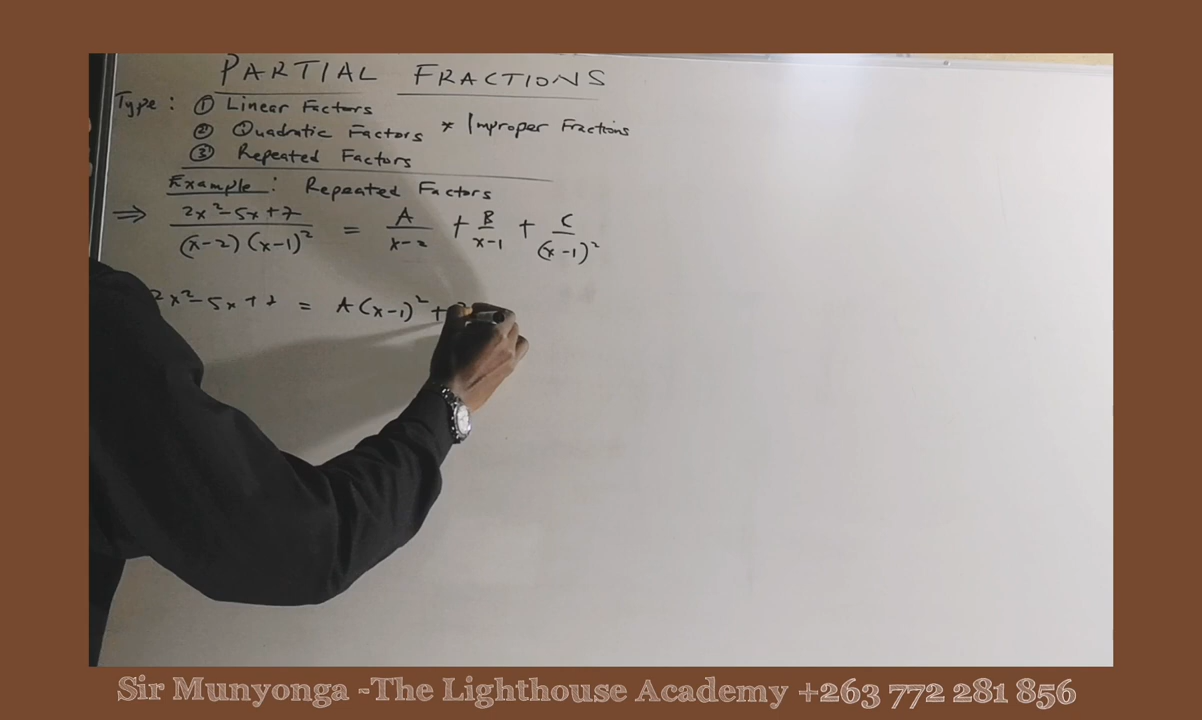 PARTIAL FRACTIONS
Type : ① Linear Factors
② Quadratic Factors * Improper Fractions
③ Repeated Factors
Example : Repeated Factors
⇒ (2x²-5x+7)/((x-2)(x-1)²) = A/(x-2) + B/(x-1) + C/(x-1)²
2x²-5x+7 = A(x-1)² +
Sir Munyonga -The Lighthouse Academy +263 772 281 856